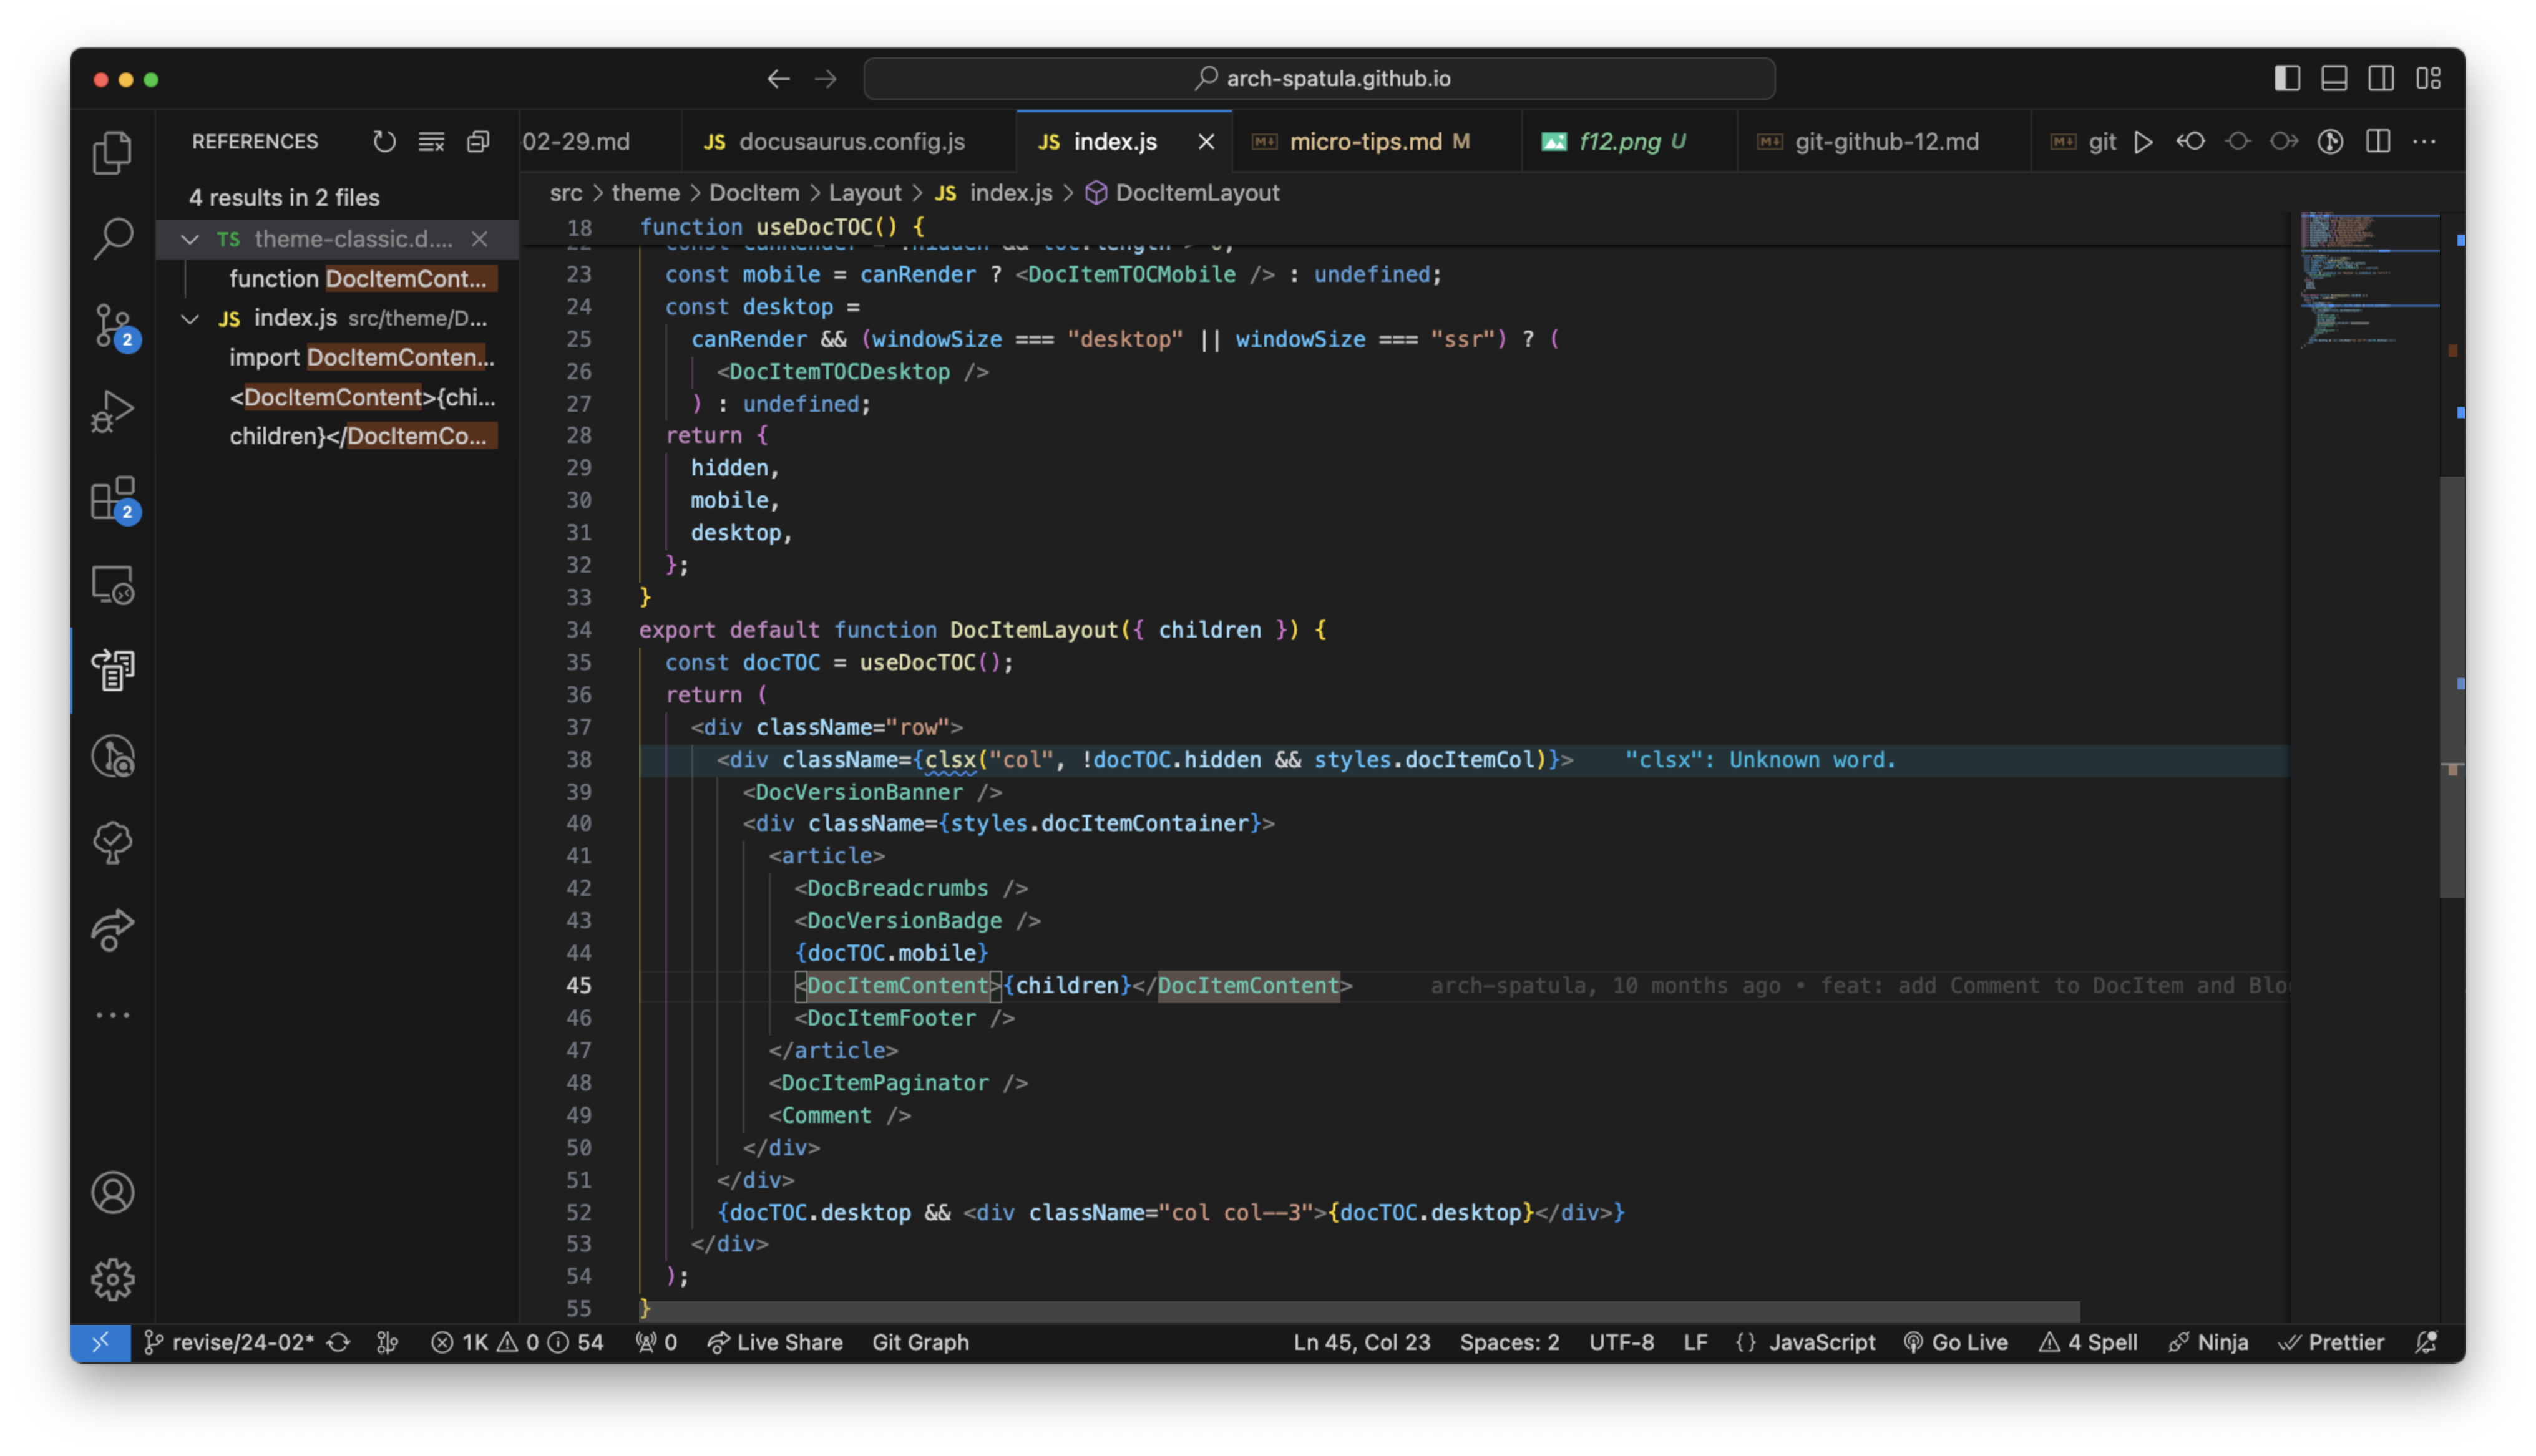 arch-spatula.github.io
REFERENCES
4 results in 2 files
TS theme-classic.d....
function DocItemCont...
JS index.js src/theme/D...
import DocItemConten...
<DocItemContent>{chi...
children}</DocItemCo...
2
2
02-29.md
JS docusaurus.config.js
JS index.js
micro-tips.md M
f12.png U
git-github-12.md
git
src > theme > DocItem > Layout > JS index.js > DocItemLayout
18 function useDocTOC() {
23 const mobile = canRender ? <DocItemTOCMobile /> : undefined;
24 const desktop =
25 canRender && (windowSize === "desktop" || windowSize === "ssr") ? (
26 <DocItemTOCDesktop />
27 ) : undefined;
28 return {
29 hidden,
30 mobile,
31 desktop,
32 };
33 }
34 export default function DocItemLayout({ children }) {
35 const docTOC = useDocTOC();
36 return (
37 <div className="row">
38 <div className={clsx("col", !docTOC.hidden && styles.docItemCol)}> "clsx": Unknown word.
39 <DocVersionBanner />
40 <div className={styles.docItemContainer}>
41 <article>
42 <DocBreadcrumbs />
43 <DocVersionBadge />
44 {docTOC.mobile}
45 <DocItemContent>{children}</DocItemContent> arch-spatula, 10 months ago • feat: add Comment to DocItem and Blo
46 <DocItemFooter />
47 </article>
48 <DocItemPaginator />
49 <Comment />
50 </div>
51 </div>
52 {docTOC.desktop && <div className="col col--3">{docTOC.desktop}</div>}
53 </div>
54 );
55 }
revise/24-02* 1K 0 54 0 Live Share Git Graph Ln 45, Col 23 Spaces: 2 UTF-8 LF {} JavaScript Go Live 4 Spell Ninja Prettier